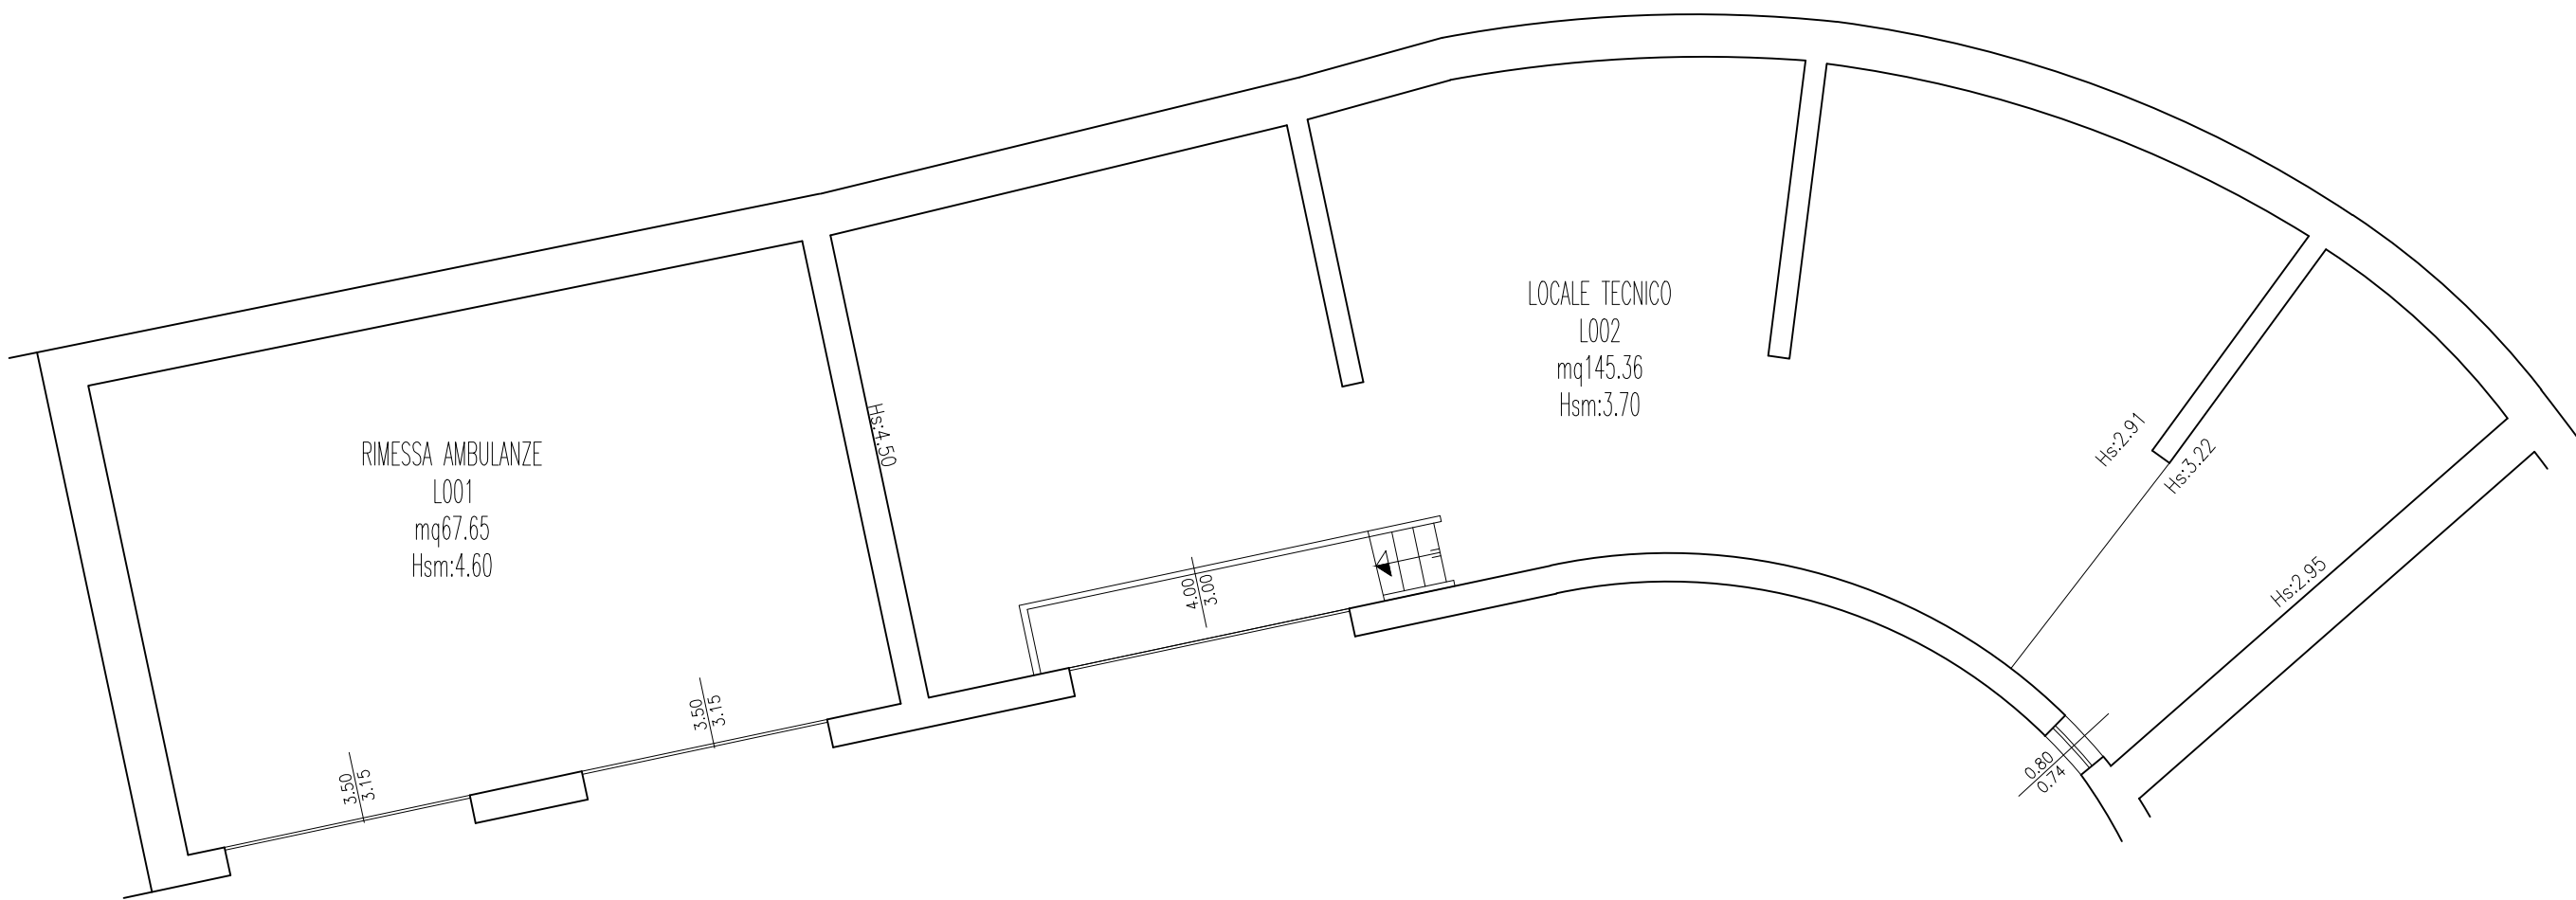 RIMESSA AMBULANZE
L001
mq67.65
Hsm:4.60
3.50
3.15
3.50
3.15
Hs:4.50
4.00
3.00
LOCALE TECNICO
L002
mq145.36
Hsm:3.70
Hs:2.91
Hs:3.22
Hs:2.95
0.80
0.74